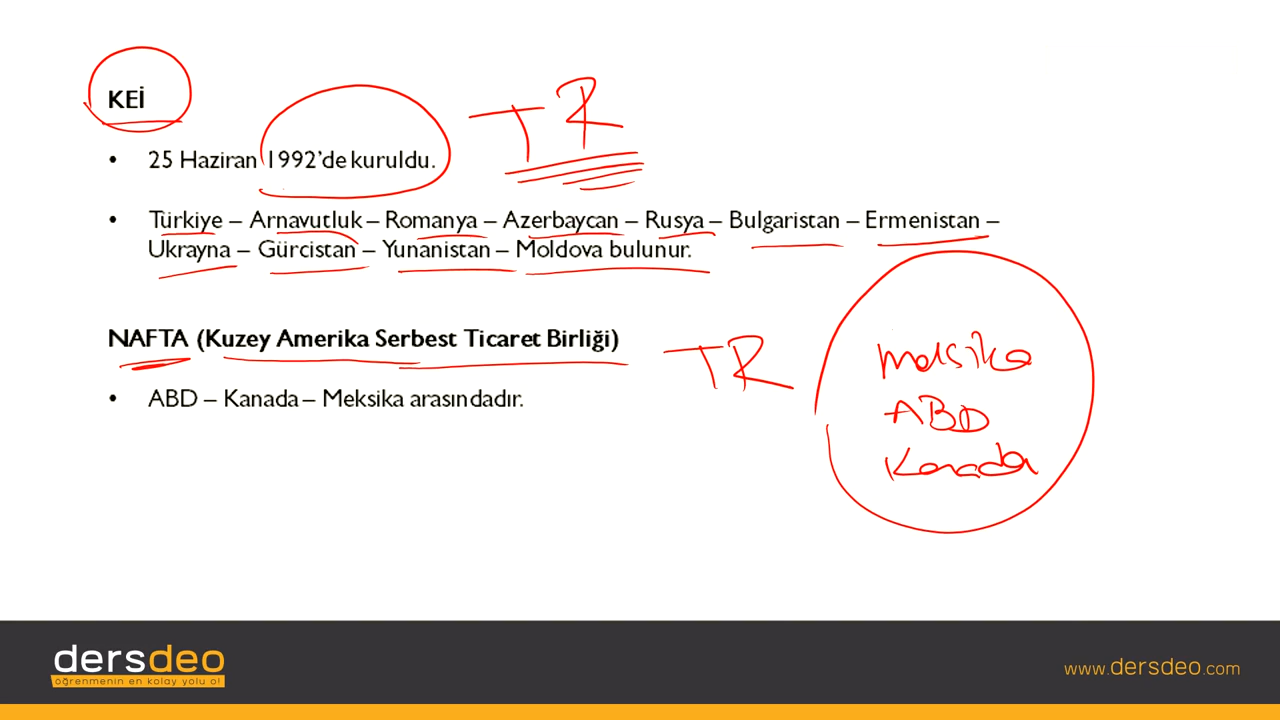 KEİ
• 25 Haziran 1992’de kuruldu.
TR
• Türkiye – Arnavutluk – Romanya – Azerbaycan – Rusya – Bulgaristan – Ermenistan –
Ukrayna – Gürcistan – Yunanistan – Moldova bulunur.
NAFTA (Kuzey Amerika Serbest Ticaret Birliği)
TR
• ABD – Kanada – Meksika arasındadır.
Meksika
ABD
Kanada
dersdeo
öğrenmenin en kolay yolu o!
www.dersdeo.com